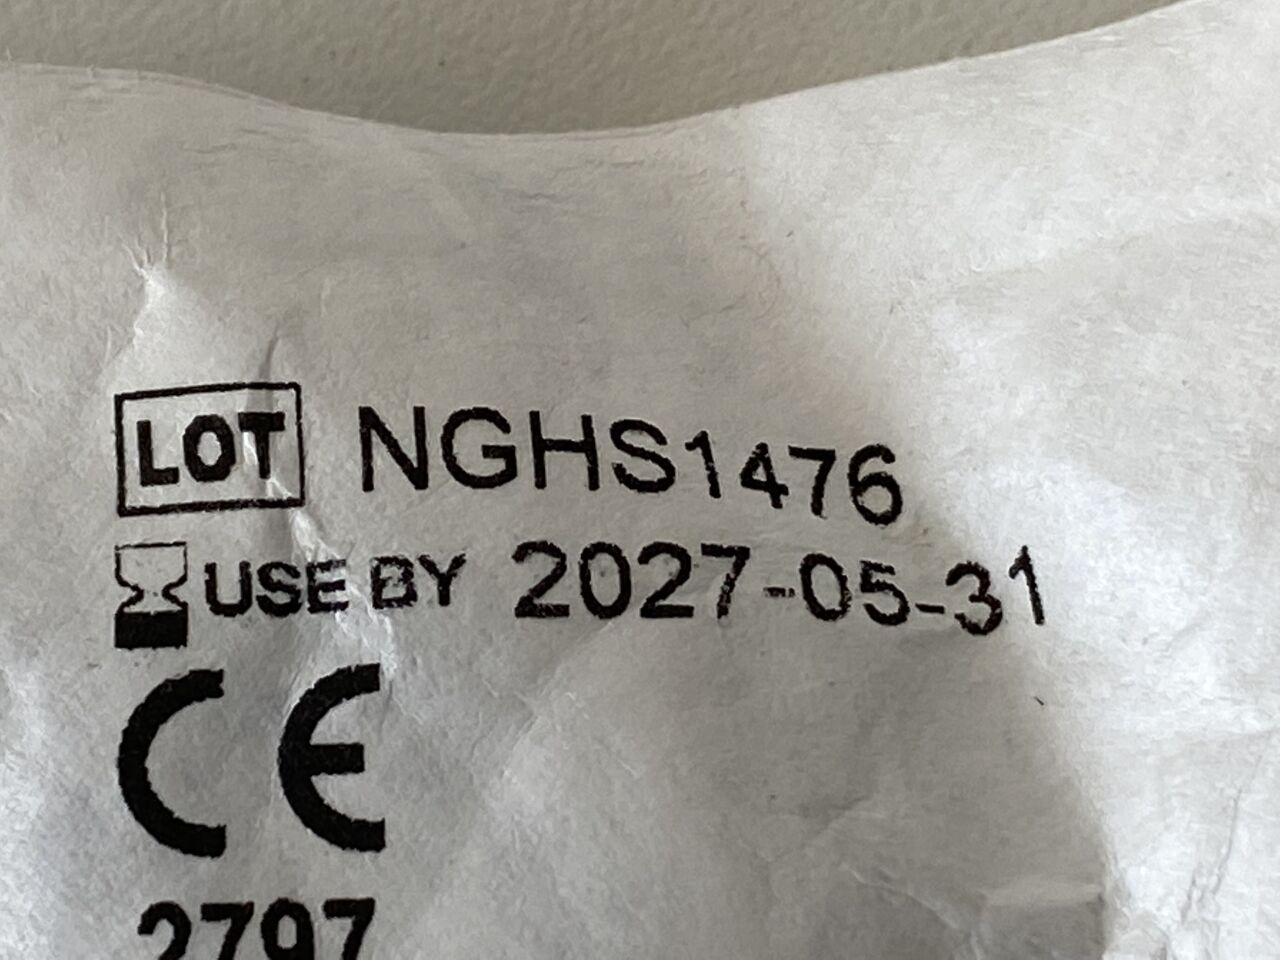 LOT NGHS1476
USE BY 2027-05-31
CE
2797